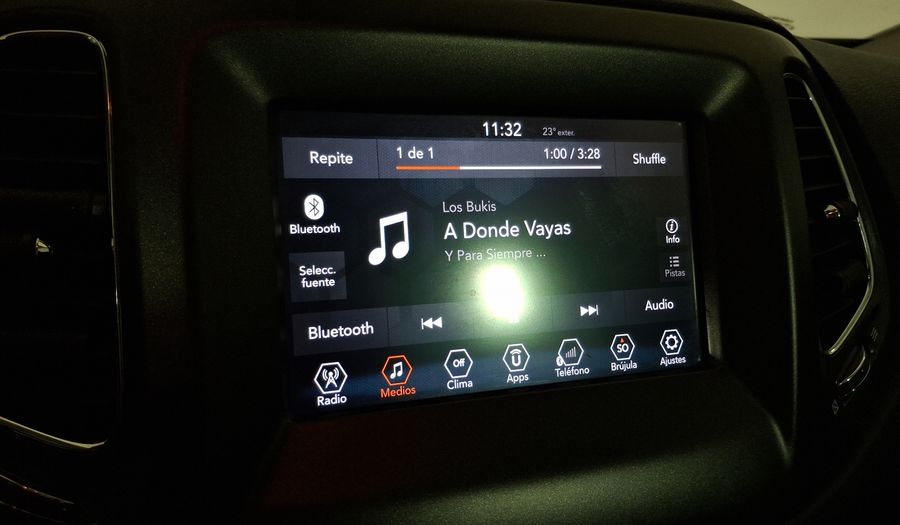 11:32 23° exter.
Repite
1 de 1 1:00 / 3:28
Shuffle
Bluetooth
Los Bukis
A Donde Vayas
Y Para Siempre ...
Info
Selecc.
fuente
Pistas
Bluetooth
Audio
Radio
Medios
Off
Clima
Apps
Teléfono
SO
Brújula
Ajustes